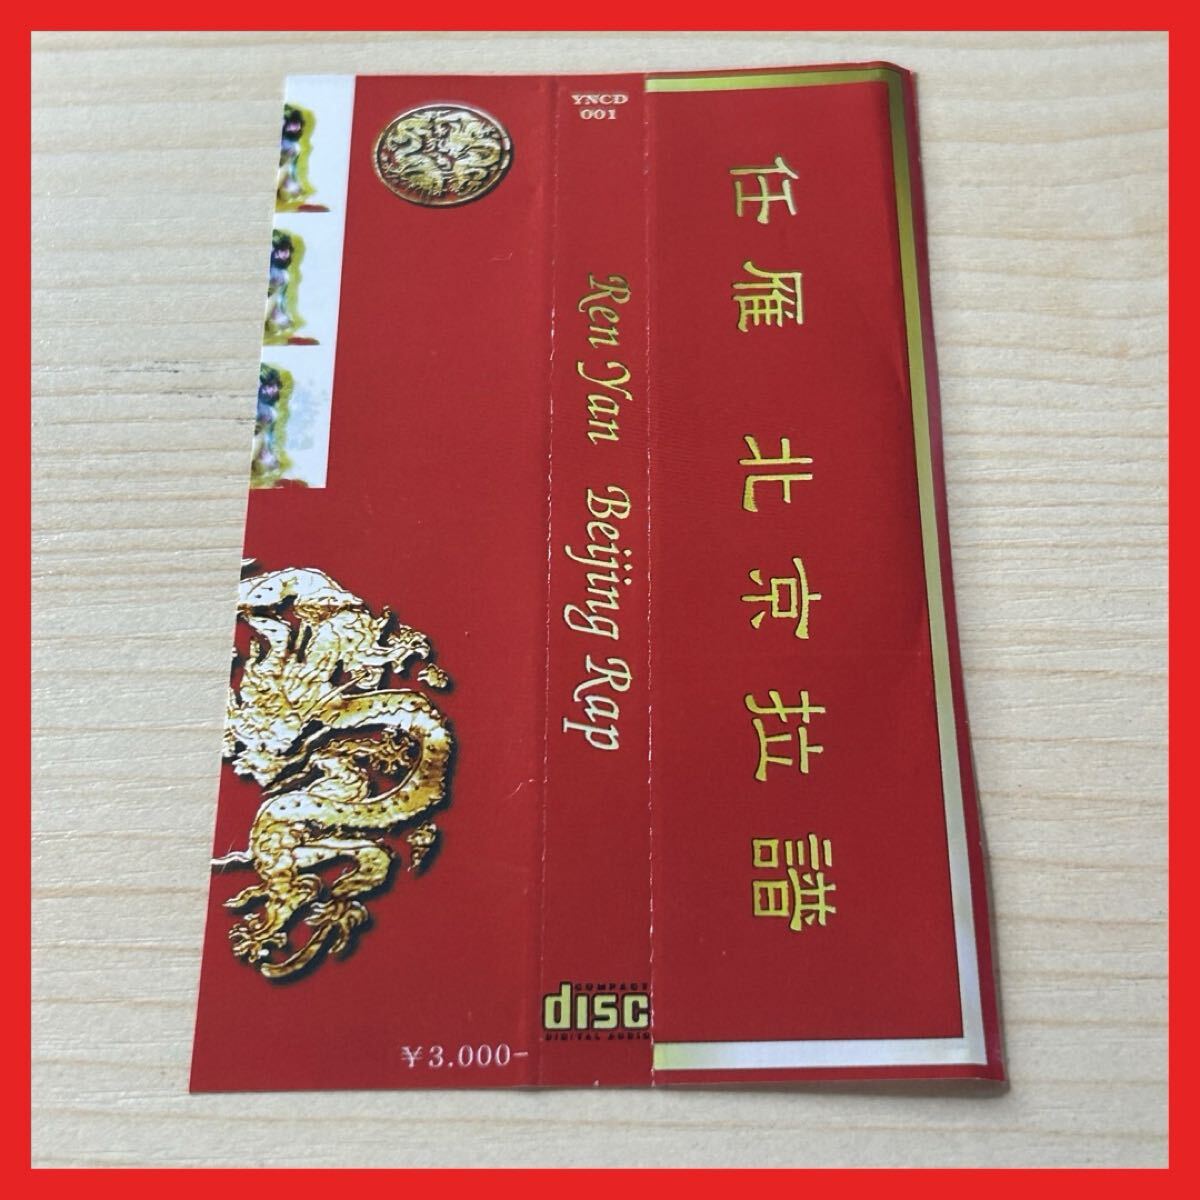 任雁 北京拉譜
YNCD
001
Ren Yan Beijing Rap
COMPACT
disc
DIGITAL AUDIO
￥3.000-